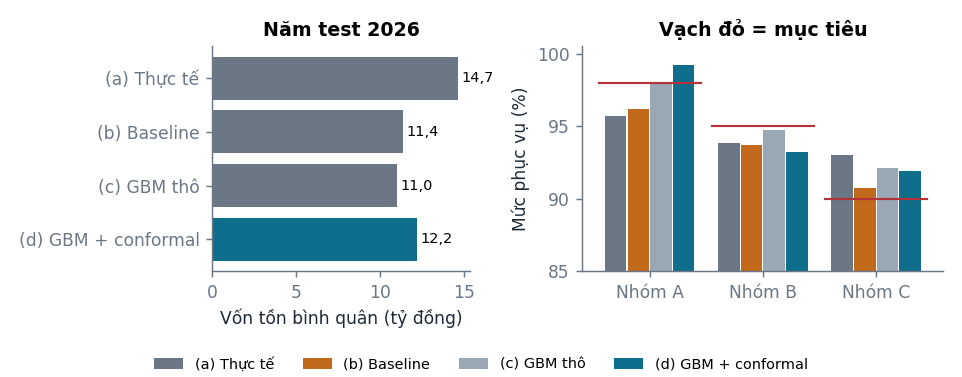 Năm test 2026
(a) Thực tế
14,7
(b) Baseline
11,4
(c) GBM thô
11,0
(d) GBM + conformal
12,2
0 5 10 15
Vốn tồn bình quân (tỷ đồng)
Vạch đỏ = mục tiêu
Mức phục vụ (%)
100
95
90
85
Nhóm A Nhóm B Nhóm C
(a) Thực tế (b) Baseline (c) GBM thô (d) GBM + conformal